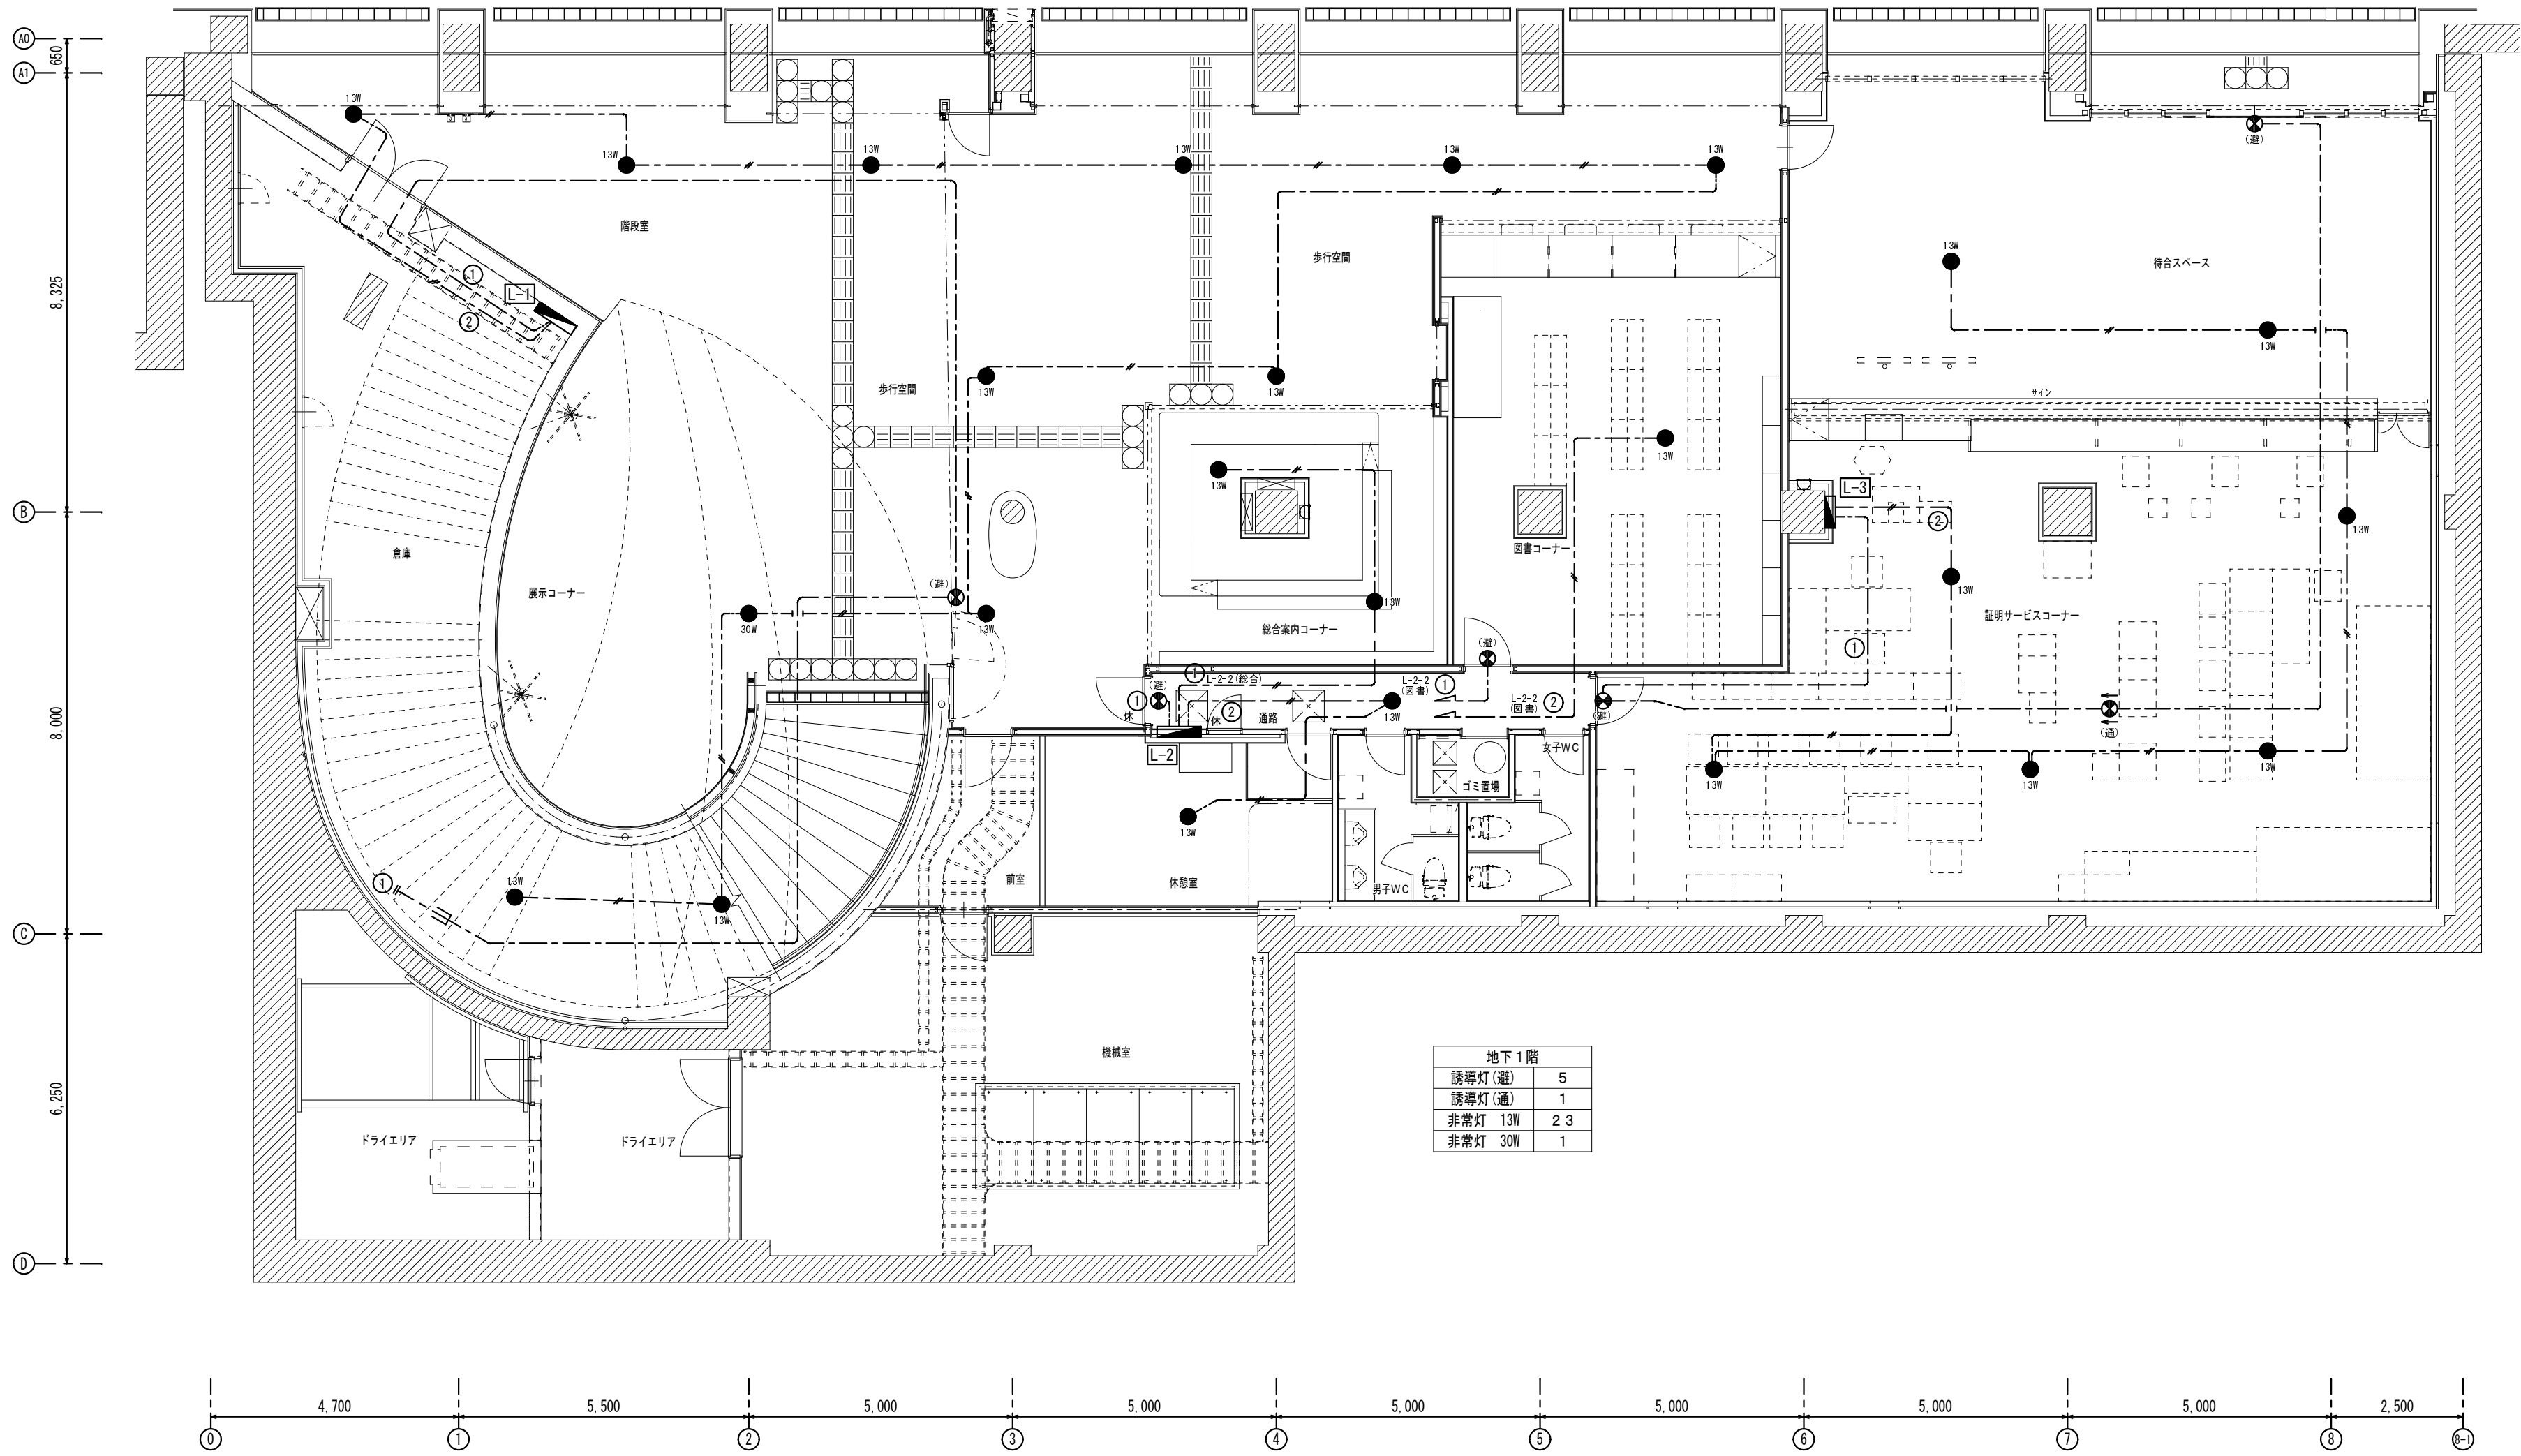 A0
650
A1
8,325
B
8,000
C
6,250
D
13W
13W
13W
13W
13W
13W
(避)
階段室
歩行空間
待合スペース
13W
①
L-1
②
13W
サイン
歩行空間
13W
13W
13W
13W
L-3
②
13W
図書コーナー
倉庫
展示コーナー
(避)
13W
30W
13W
13W
総合案内コーナー
証明サービスコーナー
(避)
①
①
L-2-2(総合)
(避)
①
休
休
②
通路
13W
L-2-2
(図書)
①
L-2-2
(図書)
②
(避)
(通)
L-2
女子WC
ゴミ置場
13W
13W
13W
13W
①
13W
13W
前室
休憩室
男子WC
機械室
ドライエリア
ドライエリア
地下1階
誘導灯(避) 5
誘導灯(通) 1
非常灯 13W 23
非常灯 30W 1
4,700
5,500
5,000
5,000
5,000
5,000
5,000
5,000
2,500
0
1
2
3
4
5
6
7
8
8-1